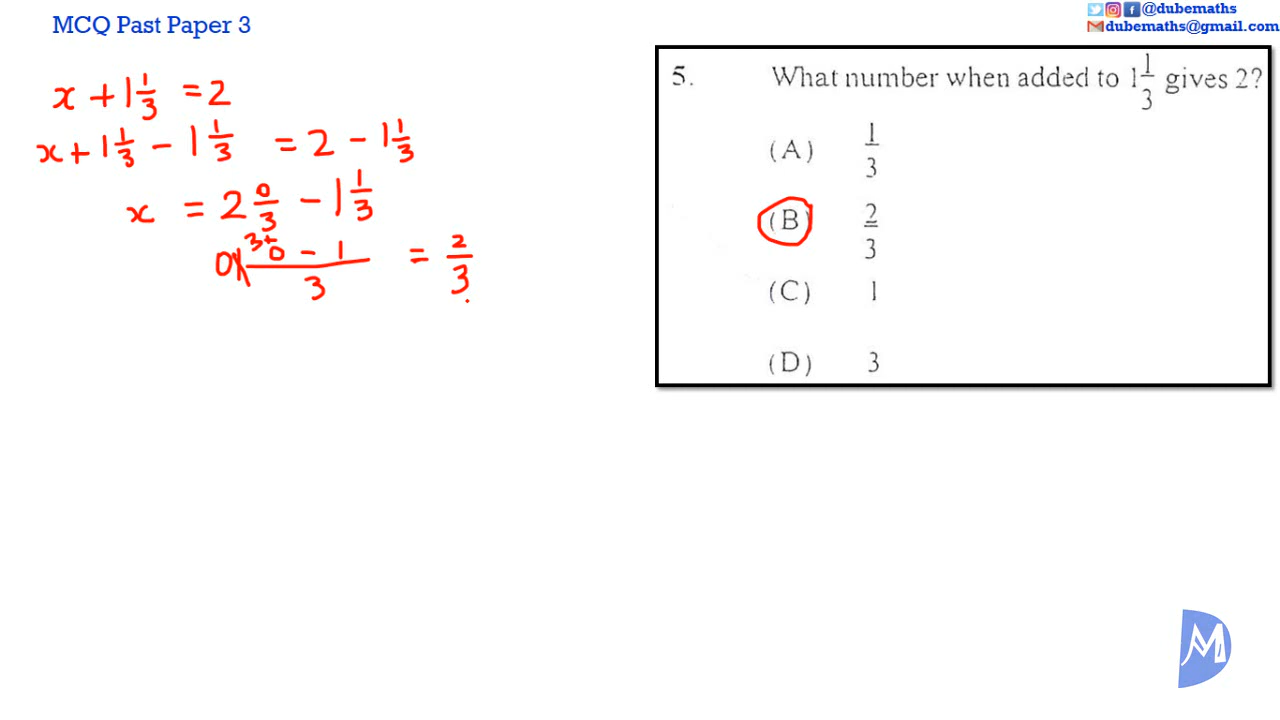 MCQ Past Paper 3
@dubemaths
dubemaths@gmail.com
x + 1 1/3 = 2
x + 1 1/3 - 1 1/3 = 2 - 1 1/3
x = 2 0/3 - 1 1/3
3+
0 0 - 1 / 3 = 2/3
5. What number when added to 1 1/3 gives 2?
(A) 1/3
(B) 2/3
(C) 1
(D) 3
M